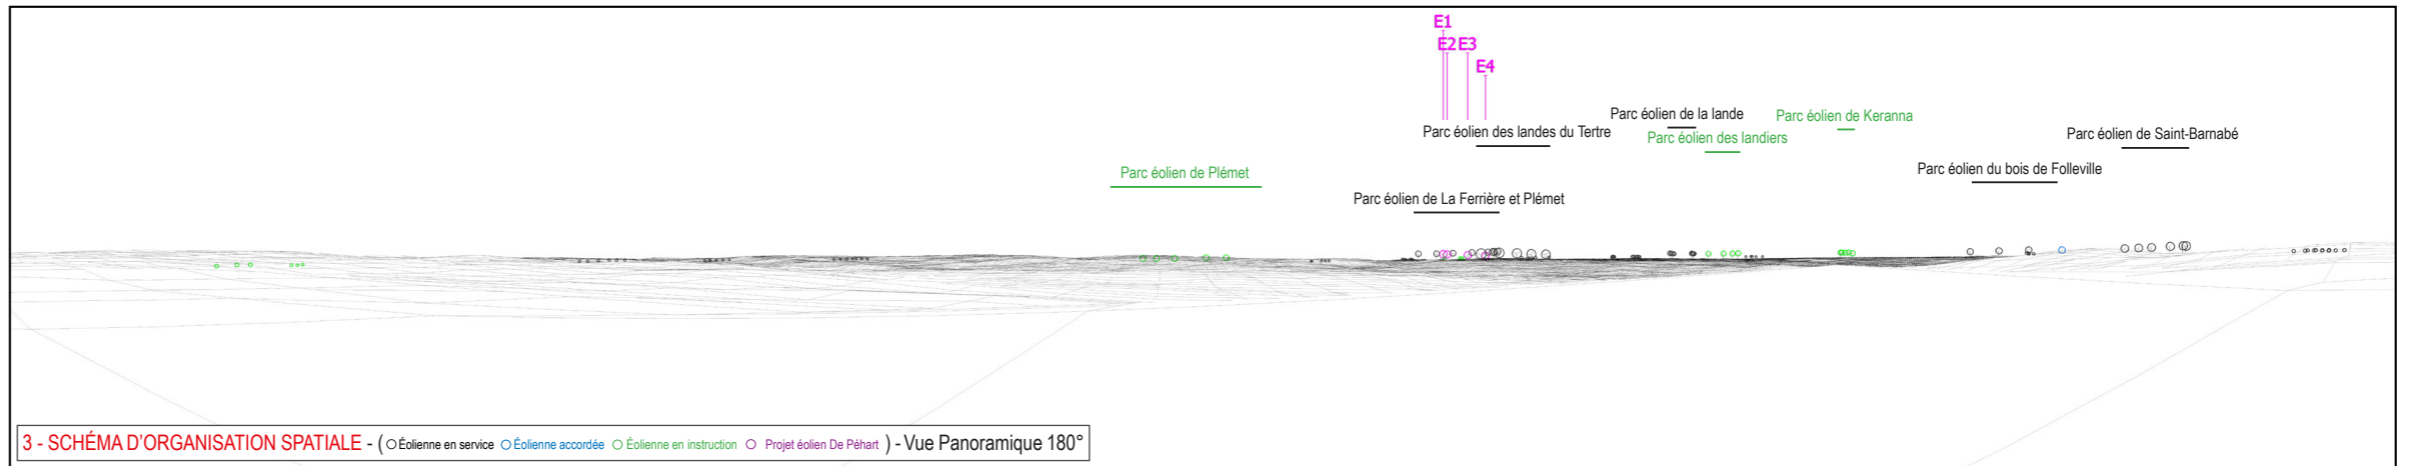 E1
E2 E3
E4
Parc éolien de la lande
Parc éolien de Keranna
Parc éolien des landes du Tertre
Parc éolien des landiers
Parc éolien de Saint-Barnabé
Parc éolien de Plémet
Parc éolien du bois de Folleville
Parc éolien de La Ferrière et Plémet
3 - SCHÉMA D'ORGANISATION SPATIALE - ( Éolienne en service Éolienne accordée Éolienne en instruction Projet éolien De Péhart ) - Vue Panoramique 180°